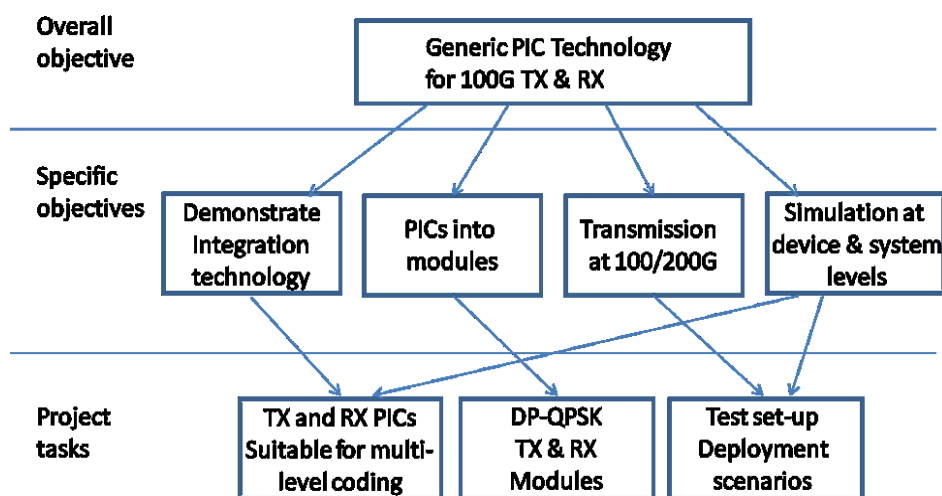 Overall
objective
Generic PIC Technology
for 100G TX & RX
Specific
objectives
Demonstrate
Integration
technology
PICs into
modules
Transmission
at 100/200G
Simulation at
device & system
levels
Project
tasks
TX and RX PICs
Suitable for multi-
level coding
DP-QPSK
TX & RX
Modules
Test set-up
Deployment
scenarios